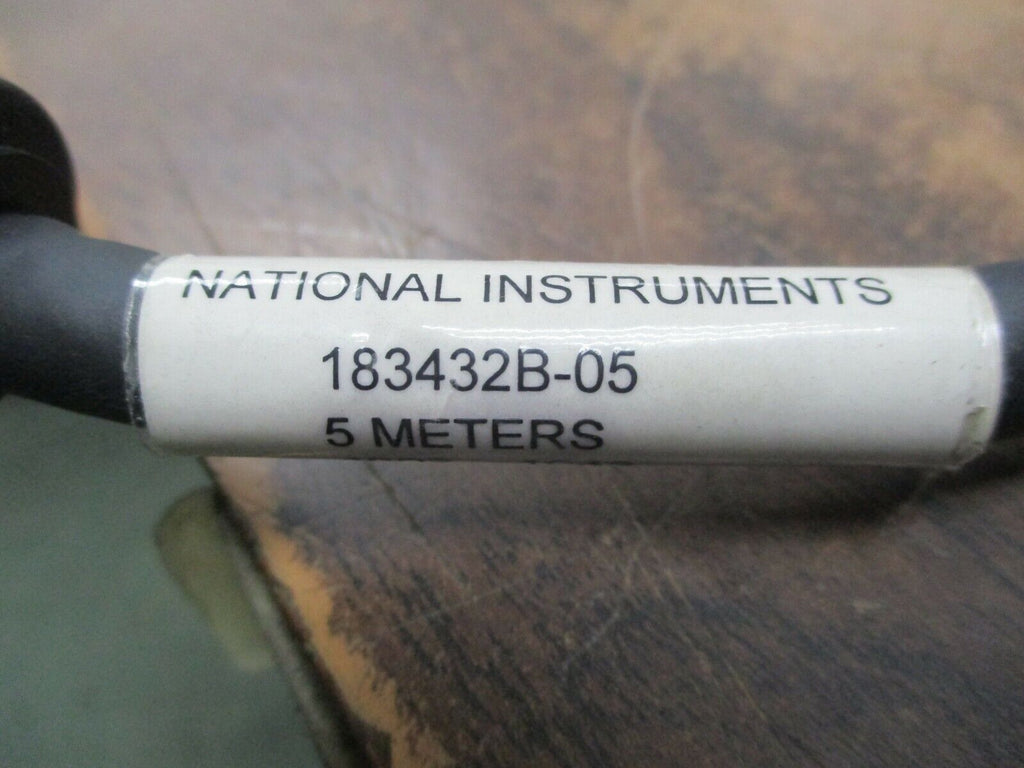 NATIONAL INSTRUMENTS
183432B-05
5 METERS